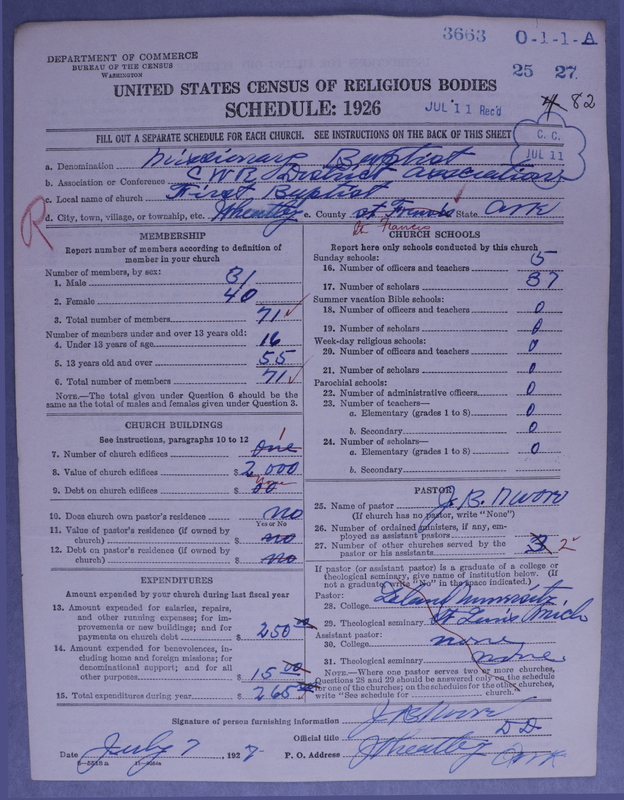 3663 0-1-1-A
DEPARTMENT OF COMMERCE
BUREAU OF THE CENSUS
WASHINGTON
25 27
UNITED STATES CENSUS OF RELIGIOUS BODIES
SCHEDULE: 1926
JUL 11 Rec'd
82
FILL OUT A SEPARATE SCHEDULE FOR EACH CHURCH. SEE INSTRUCTIONS ON THE BACK OF THIS SHEET
C. C.
JUL 11
a. Denomination Missionary Baptist
b. Association or Conference District Association
c. Local name of church First Baptist
d. City, town, village, or township, etc. Wheatley e. County St Francis State Ark
St Francis
R
MEMBERSHIP
Report number of members according to definition of
member in your church
Number of members, by sex:
1. Male 31
2. Female 40
3. Total number of members 71
Number of members under and over 13 years old:
4. Under 13 years of age 16
5. 13 years old and over 55
6. Total number of members 71
NOTE.—The total given under Question 6 should be
the same as the total of males and females given under Question 3.
CHURCH BUILDINGS
See instructions, paragraphs 10 to 12
7. Number of church edifices One 1
8. Value of church edifices $ 2 000
9. Debt on church edifices $ 00 None
10. Does church own pastor's residence? No
Yes or No
11. Value of pastor's residence (if owned by
church) $ no
12. Debt on pastor's residence (if owned by
church) $ no
EXPENDITURES
Amount expended by your church during last fiscal year
13. Amount expended for salaries, repairs,
and other running expenses; for im-
provements or new buildings; and for
payments on church debt $ 250 00
14. Amount expended for benevolences, in-
cluding home and foreign missions; for
denominational support; and for all
other purposes $ 15 00
15. Total expenditures during year $ 265
CHURCH SCHOOLS
Report here only schools conducted by this church
Sunday schools:
16. Number of officers and teachers 5
17. Number of scholars 37
Summer vacation Bible schools:
18. Number of officers and teachers 0
19. Number of scholars 0
Week-day religious schools:
20. Number of officers and teachers 0
21. Number of scholars 0
Parochial schools:
22. Number of administrative officers 0
23. Number of teachers—
a. Elementary (grades 1 to 8) 0
b. Secondary 0
24. Number of scholars—
a. Elementary (grades 1 to 8) 0
b. Secondary
PASTOR
25. Name of pastor J. B.
(If church has no pastor, write "None")
26. Number of ordained ministers, if any, em-
ployed as assistant pastors
27. Number of other churches served by the
pastor or his assistants 3 2
If pastor (or assistant pastor) is a graduate of a college or
theological seminary, give name of institution below. (If
not a graduate, write "No" in the space indicated.)
Pastor:
28. College
29. Theological seminary St Louis Mich
Assistant pastor:
30. College none
31. Theological seminary none
NOTE.—Where one pastor serves two or more churches,
Questions 28 and 29 should be answered only on the schedule
for one of the churches; on the schedules for the other churches,
write "See schedule for church."
Signature of person furnishing information
Official title DD
Date July 7 1927 P. O. Address Wheatley Ark